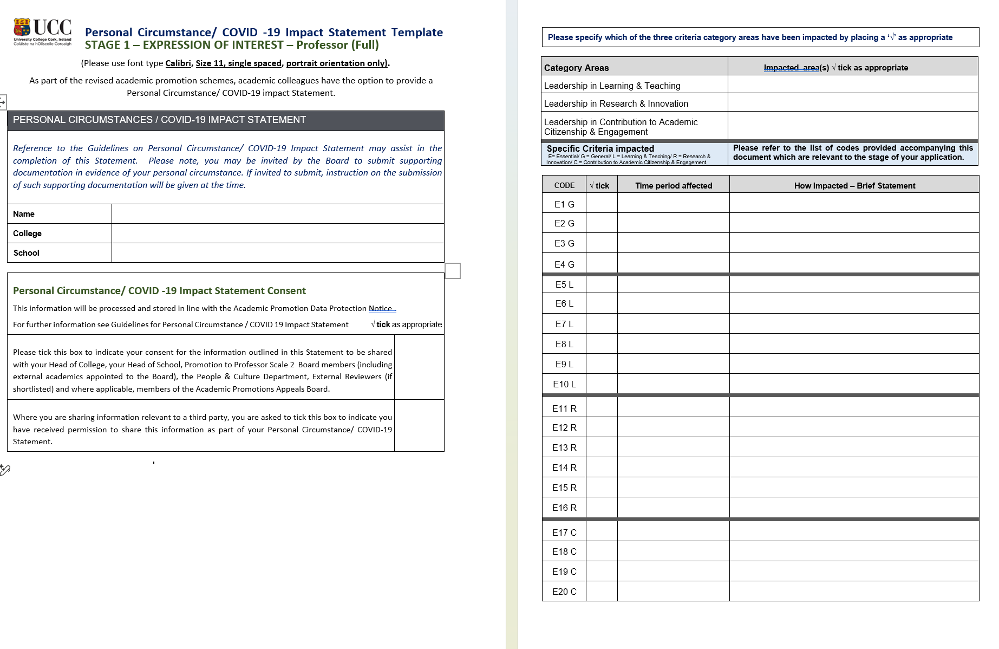 UCC
University College Cork, Ireland
Coláiste na hOllscoile Corcaigh
Personal Circumstance/ COVID -19 Impact Statement Template
STAGE 1 – EXPRESSION OF INTEREST – Professor (Full)
(Please use font type Calibri, Size 11, single spaced, portrait orientation only).
As part of the revised academic promotion schemes, academic colleagues have the option to provide a
Personal Circumstance/ COVID-19 impact Statement.
PERSONAL CIRCUMSTANCES / COVID-19 IMPACT STATEMENT
Reference to the Guidelines on Personal Circumstance/ COVID-19 Impact Statement may assist in the
completion of this Statement. Please note, you may be invited by the Board to submit supporting
documentation in evidence of your personal circumstance. If invited to submit, instruction on the submission
of such supporting documentation will be given at the time.
Name
College
School
Personal Circumstance/ COVID -19 Impact Statement Consent
This information will be processed and stored in line with the Academic Promotion Data Protection Notice .
For further information see Guidelines for Personal Circumstance / COVID 19 Impact Statement √ tick as appropriate
Please tick this box to indicate your consent for the information outlined in this Statement to be shared
with your Head of College, your Head of School, Promotion to Professor Scale 2 Board members (including
external academics appointed to the Board), the People & Culture Department, External Reviewers (if
shortlisted) and where applicable, members of the Academic Promotions Appeals Board.
Where you are sharing information relevant to a third party, you are asked to tick this box to indicate you
have received permission to share this information as part of your Personal Circumstance/ COVID-19
Statement.
Please specify which of the three criteria category areas have been impacted by placing a ‘√’ as appropriate
Category Areas Impacted area(s) √ tick as appropriate
Leadership in Learning & Teaching
Leadership in Research & Innovation
Leadership in Contribution to Academic
Citizenship & Engagement
Specific Criteria impacted
E= Essential/ G = General/ L = Learning & Teaching/ R = Research &
Innovation/ C = Contribution to Academic Citizenship & Engagement.
Please refer to the list of codes provided accompanying this
document which are relevant to the stage of your application.
CODE √ tick Time period affected How Impacted – Brief Statement
E1 G
E2 G
E3 G
E4 G
E5 L
E6 L
E7 L
E8 L
E9 L
E10 L
E11 R
E12 R
E13 R
E14 R
E15 R
E16 R
E17 C
E18 C
E19 C
E20 C